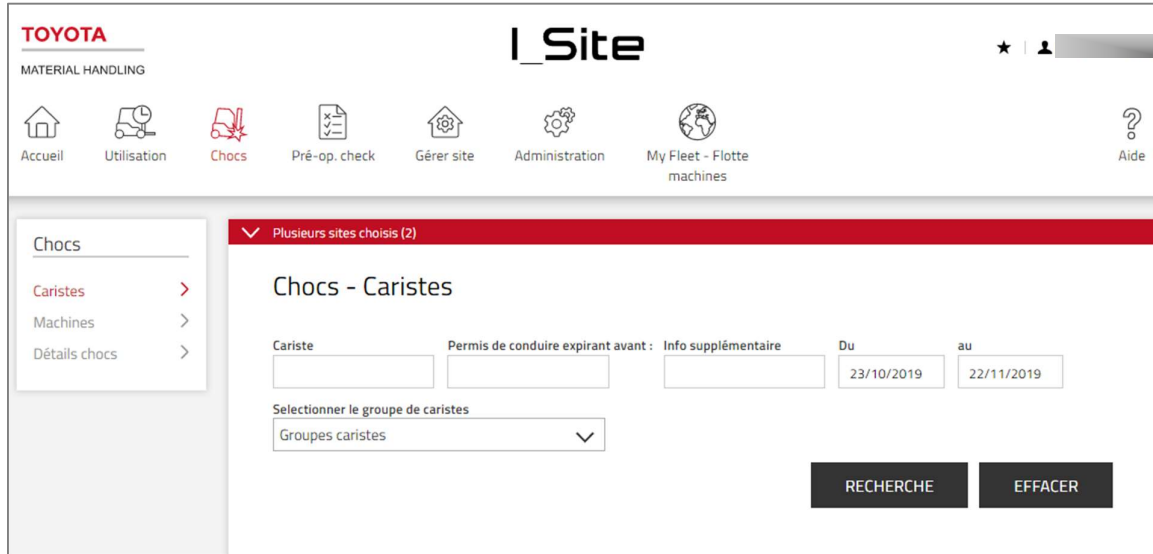 TOYOTA
MATERIAL HANDLING
I_Site
Accueil
Utilisation
Chocs
Pré-op. check
Gérer site
Administration
My Fleet - Flotte
machines
Aide
Chocs
Caristes
Machines
Détails chocs
Plusieurs sites choisis (2)
Chocs - Caristes
Cariste
Permis de conduire expirant avant :
Info supplémentaire
Du
au
23/10/2019
22/11/2019
Selectionner le groupe de caristes
Groupes caristes
RECHERCHE
EFFACER